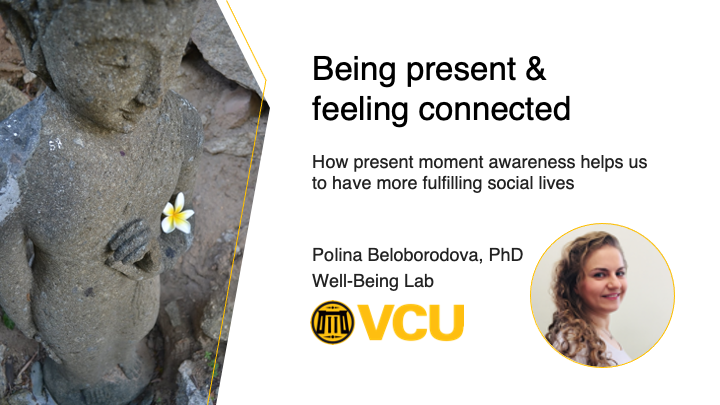 Being present &
feeling connected
How present moment awareness helps us
to have more fulfilling social lives
Polina Beloborodova, PhD
Well-Being Lab
VCU